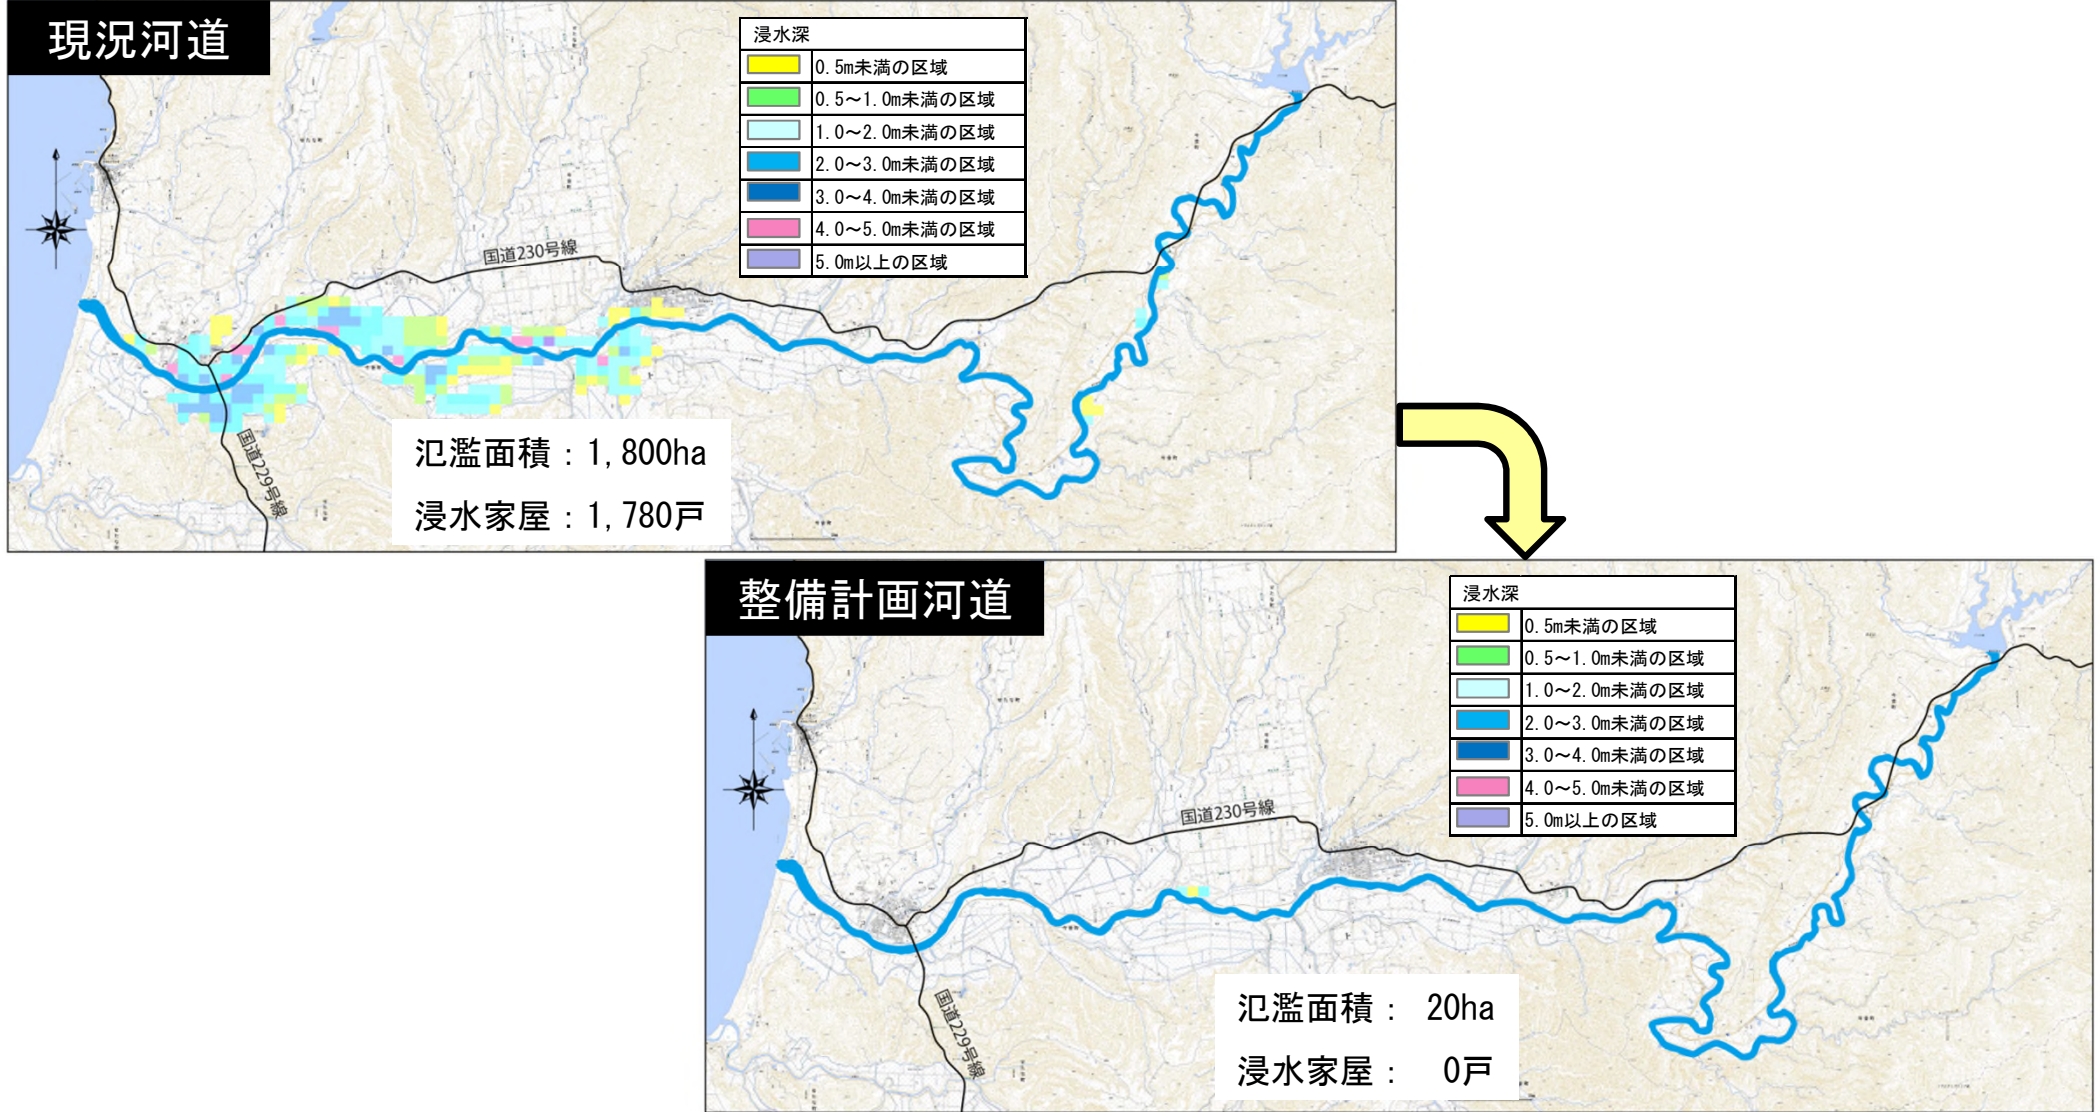 現況河道
浸水深
0.5m未満の区域
0.5～1.0m未満の区域
1.0～2.0m未満の区域
2.0～3.0m未満の区域
3.0～4.0m未満の区域
4.0～5.0m未満の区域
5.0m以上の区域
国道230号線
国道229号線
氾濫面積：1,800ha
浸水家屋：1,780戸
整備計画河道
浸水深
0.5m未満の区域
0.5～1.0m未満の区域
1.0～2.0m未満の区域
2.0～3.0m未満の区域
3.0～4.0m未満の区域
4.0～5.0m未満の区域
5.0m以上の区域
国道230号線
国道229号線
氾濫面積： 20ha
浸水家屋： 0戸